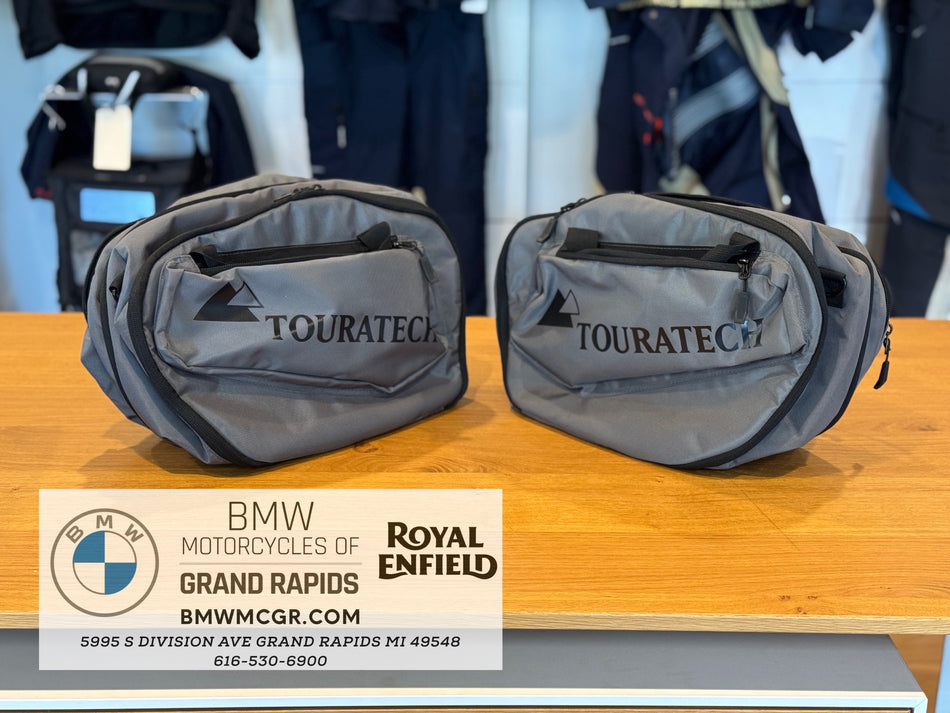 TOURATECH
TOURATECH
BMW
BMW
MOTORCYCLES OF
GRAND RAPIDS
ROYAL
ENFIELD
BMWMCGR.COM
5995 S DIVISION AVE GRAND RAPIDS MI 49548
616-530-6900